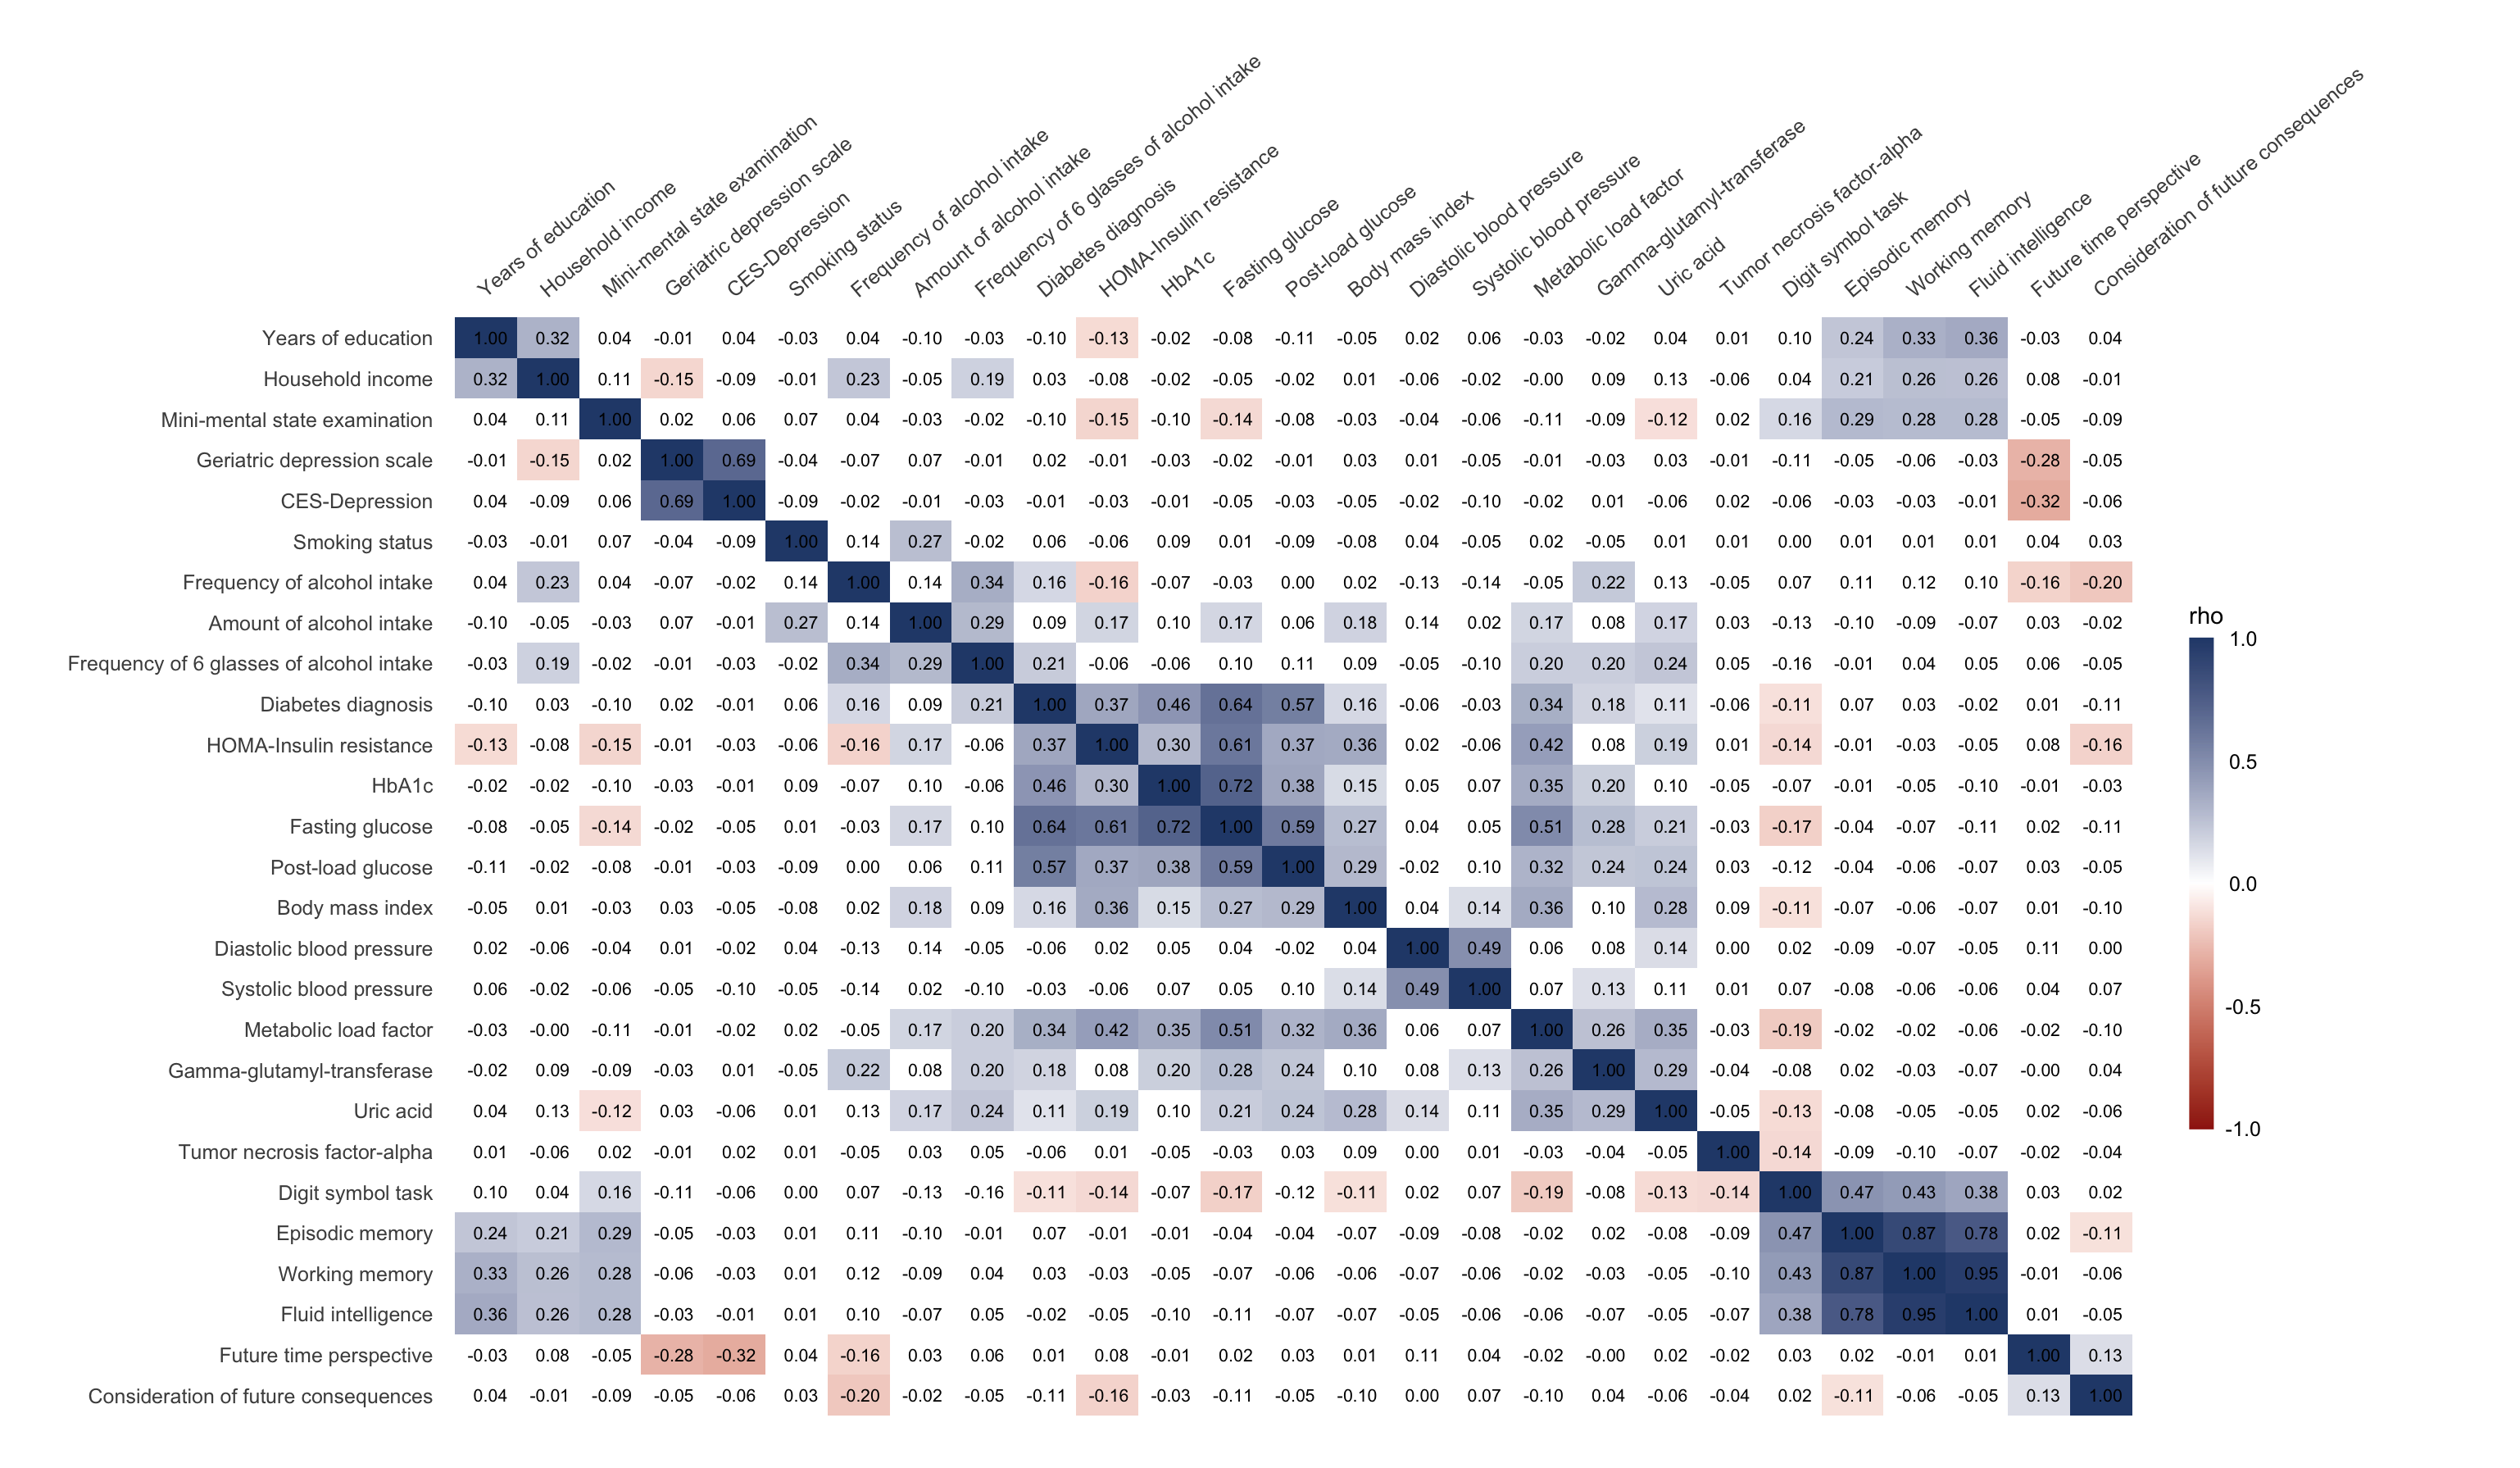 Years of education
Household income
Mini-mental state examination
Geriatric depression scale
CES-Depression
Smoking status
Frequency of alcohol intake
Amount of alcohol intake
Frequency of 6 glasses of alcohol intake
Diabetes diagnosis
HOMA-Insulin resistance
HbA1c
Fasting glucose
Post-load glucose
Body mass index
Diastolic blood pressure
Systolic blood pressure
Metabolic load factor
Gamma-glutamyl-transferase
Uric acid
Tumor necrosis factor-alpha
Digit symbol task
Episodic memory
Working memory
Fluid intelligence
Future time perspective
Consideration of future consequences
Years of education 1.00 0.32 0.04 -0.01 0.04 -0.03 0.04 -0.10 -0.03 -0.10 -0.13 -0.02 -0.08 -0.11 -0.05 0.02 0.06 -0.03 -0.02 0.04 0.01 0.10 0.24 0.33 0.36 -0.03 0.04
Household income 0.32 1.00 0.11 -0.15 -0.09 -0.01 0.23 -0.05 0.19 0.03 -0.08 -0.02 -0.05 -0.02 0.01 -0.06 -0.02 -0.00 0.09 0.13 -0.06 0.04 0.21 0.26 0.26 0.08 -0.01
Mini-mental state examination 0.04 0.11 1.00 0.02 0.06 0.07 0.04 -0.03 -0.02 -0.10 -0.15 -0.10 -0.14 -0.08 -0.03 -0.04 -0.06 -0.11 -0.09 -0.12 0.02 0.16 0.29 0.28 0.28 -0.05 -0.09
Geriatric depression scale -0.01 -0.15 0.02 1.00 0.69 -0.04 -0.07 0.07 -0.01 0.02 -0.01 -0.03 -0.02 -0.01 0.03 0.01 -0.05 -0.01 -0.03 0.03 -0.01 -0.11 -0.05 -0.06 -0.03 -0.28 -0.05
CES-Depression 0.04 -0.09 0.06 0.69 1.00 -0.09 -0.02 -0.01 -0.03 -0.01 -0.03 -0.01 -0.05 -0.03 -0.05 -0.02 -0.10 -0.02 0.01 -0.06 0.02 -0.06 -0.03 -0.03 -0.01 -0.32 -0.06
Smoking status -0.03 -0.01 0.07 -0.04 -0.09 1.00 0.14 0.27 -0.02 0.06 -0.06 0.09 0.01 -0.09 -0.08 0.04 -0.05 0.02 -0.05 0.01 0.01 0.00 0.01 0.01 0.01 0.04 0.03
Frequency of alcohol intake 0.04 0.23 0.04 -0.07 -0.02 0.14 1.00 0.14 0.34 0.16 -0.16 -0.07 -0.03 0.00 0.02 -0.13 -0.14 -0.05 0.22 0.13 -0.05 0.07 0.11 0.12 0.10 -0.16 -0.20
Amount of alcohol intake -0.10 -0.05 -0.03 0.07 -0.01 0.27 0.14 1.00 0.29 0.09 0.17 0.10 0.17 0.06 0.18 0.14 0.02 0.17 0.08 0.17 0.03 -0.13 -0.10 -0.09 -0.07 0.03 -0.02
Frequency of 6 glasses of alcohol intake -0.03 0.19 -0.02 -0.01 -0.03 -0.02 0.34 0.29 1.00 0.21 -0.06 -0.06 0.10 0.11 0.09 -0.05 -0.10 0.20 0.20 0.24 0.05 -0.16 -0.01 0.04 0.05 0.06 -0.05
Diabetes diagnosis -0.10 0.03 -0.10 0.02 -0.01 0.06 0.16 0.09 0.21 1.00 0.37 0.46 0.64 0.57 0.16 -0.06 -0.03 0.34 0.18 0.11 -0.06 -0.11 0.07 0.03 -0.02 0.01 -0.11
HOMA-Insulin resistance -0.13 -0.08 -0.15 -0.01 -0.03 -0.06 -0.16 0.17 -0.06 0.37 1.00 0.30 0.61 0.37 0.36 0.02 -0.06 0.42 0.08 0.19 0.01 -0.14 -0.01 -0.03 -0.05 0.08 -0.16
HbA1c -0.02 -0.02 -0.10 -0.03 -0.01 0.09 -0.07 0.10 -0.06 0.46 0.30 1.00 0.72 0.38 0.15 0.05 0.07 0.35 0.20 0.10 -0.05 -0.07 -0.01 -0.05 -0.10 -0.01 -0.03
Fasting glucose -0.08 -0.05 -0.14 -0.02 -0.05 0.01 -0.03 0.17 0.10 0.64 0.61 0.72 1.00 0.59 0.27 0.04 0.05 0.51 0.28 0.21 -0.03 -0.17 -0.04 -0.07 -0.11 0.02 -0.11
Post-load glucose -0.11 -0.02 -0.08 -0.01 -0.03 -0.09 0.00 0.06 0.11 0.57 0.37 0.38 0.59 1.00 0.29 -0.02 0.10 0.32 0.24 0.24 0.03 -0.12 -0.04 -0.06 -0.07 0.03 -0.05
Body mass index -0.05 0.01 -0.03 0.03 -0.05 -0.08 0.02 0.18 0.09 0.16 0.36 0.15 0.27 0.29 1.00 0.04 0.14 0.36 0.10 0.28 0.09 -0.11 -0.07 -0.06 -0.07 0.01 -0.10
Diastolic blood pressure 0.02 -0.06 -0.04 0.01 -0.02 0.04 -0.13 0.14 -0.05 -0.06 0.02 0.05 0.04 -0.02 0.04 1.00 0.49 0.06 0.08 0.14 0.00 0.02 -0.09 -0.07 -0.05 0.11 0.00
Systolic blood pressure 0.06 -0.02 -0.06 -0.05 -0.10 -0.05 -0.14 0.02 -0.10 -0.03 -0.06 0.07 0.05 0.10 0.14 0.49 1.00 0.07 0.13 0.11 0.01 0.07 -0.08 -0.06 -0.06 0.04 0.07
Metabolic load factor -0.03 -0.00 -0.11 -0.01 -0.02 0.02 -0.05 0.17 0.20 0.34 0.42 0.35 0.51 0.32 0.36 0.06 0.07 1.00 0.26 0.35 -0.03 -0.19 -0.02 -0.02 -0.06 -0.02 -0.10
Gamma-glutamyl-transferase -0.02 0.09 -0.09 -0.03 0.01 -0.05 0.22 0.08 0.20 0.18 0.08 0.20 0.28 0.24 0.10 0.08 0.13 0.26 1.00 0.29 -0.04 -0.08 0.02 -0.03 -0.07 -0.00 0.04
Uric acid 0.04 0.13 -0.12 0.03 -0.06 0.01 0.13 0.17 0.24 0.11 0.19 0.10 0.21 0.24 0.28 0.14 0.11 0.35 0.29 1.00 -0.05 -0.13 -0.08 -0.05 -0.05 0.02 -0.06
Tumor necrosis factor-alpha 0.01 -0.06 0.02 -0.01 0.02 0.01 -0.05 0.03 0.05 -0.06 0.01 -0.05 -0.03 0.03 0.09 0.00 0.01 -0.03 -0.04 -0.05 1.00 -0.14 -0.09 -0.10 -0.07 -0.02 -0.04
Digit symbol task 0.10 0.04 0.16 -0.11 -0.06 0.00 0.07 -0.13 -0.16 -0.11 -0.14 -0.07 -0.17 -0.12 -0.11 0.02 0.07 -0.19 -0.08 -0.13 -0.14 1.00 0.47 0.43 0.38 0.03 0.02
Episodic memory 0.24 0.21 0.29 -0.05 -0.03 0.01 0.11 -0.10 -0.01 0.07 -0.01 -0.01 -0.04 -0.04 -0.07 -0.09 -0.08 -0.02 0.02 -0.08 -0.09 0.47 1.00 0.87 0.78 0.02 -0.11
Working memory 0.33 0.26 0.28 -0.06 -0.03 0.01 0.12 -0.09 0.04 0.03 -0.03 -0.05 -0.07 -0.06 -0.06 -0.07 -0.06 -0.02 -0.03 -0.05 -0.10 0.43 0.87 1.00 0.95 -0.01 -0.06
Fluid intelligence 0.36 0.26 0.28 -0.03 -0.01 0.01 0.10 -0.07 0.05 -0.02 -0.05 -0.10 -0.11 -0.07 -0.07 -0.05 -0.06 -0.06 -0.07 -0.05 -0.07 0.38 0.78 0.95 1.00 0.01 -0.05
Future time perspective -0.03 0.08 -0.05 -0.28 -0.32 0.04 -0.16 0.03 0.06 0.01 0.08 -0.01 0.02 0.03 0.01 0.11 0.04 -0.02 -0.00 0.02 -0.02 0.03 0.02 -0.01 0.01 1.00 0.13
Consideration of future consequences 0.04 -0.01 -0.09 -0.05 -0.06 0.03 -0.20 -0.02 -0.05 -0.11 -0.16 -0.03 -0.11 -0.05 -0.10 0.00 0.07 -0.10 0.04 -0.06 -0.04 0.02 -0.11 -0.06 -0.05 0.13 1.00
rho
1.0
0.5
0.0
-0.5
-1.0